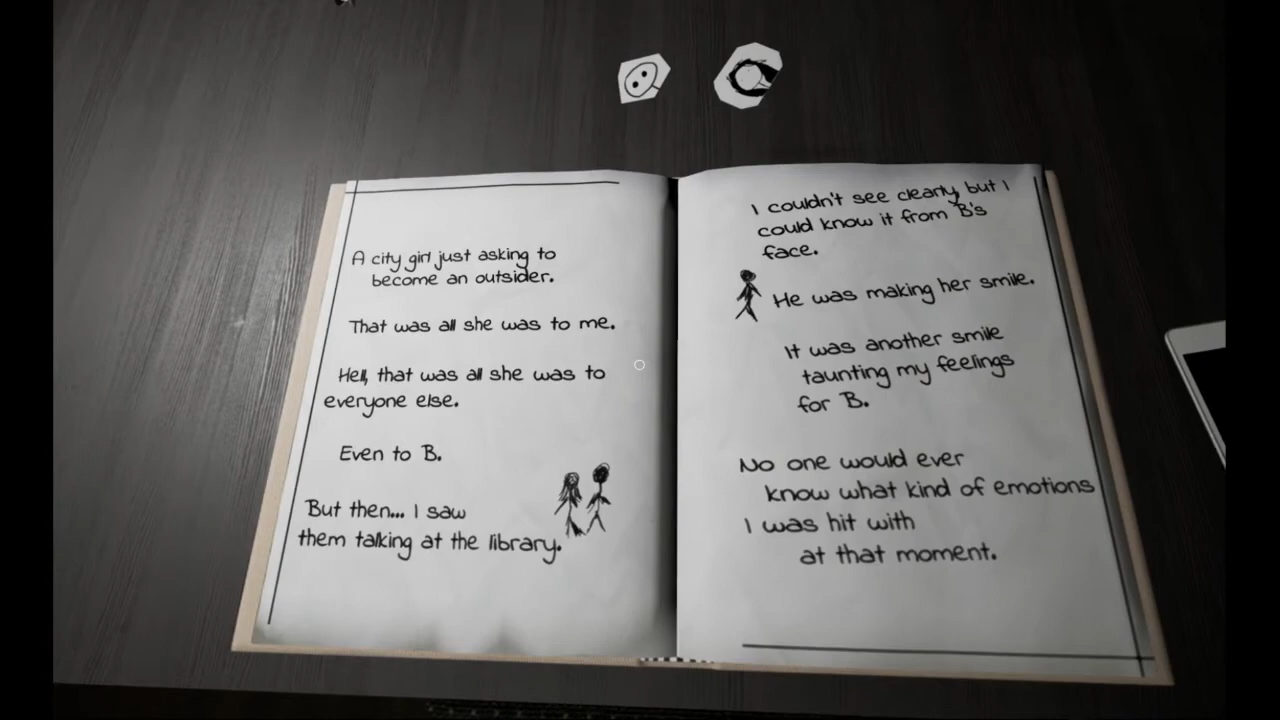 A city girl just asking to
become an outsider.
That was all she was to me.
Hell, that was all she was to
everyone else.
Even to B.
But then... I saw
them talking at the library.
I couldn't see clearly, but I
could know it from B's
face.
He was making her smile.
It was another smile
taunting my feelings
for B.
No one would ever
know what kind of emotions
I was hit with
at that moment.